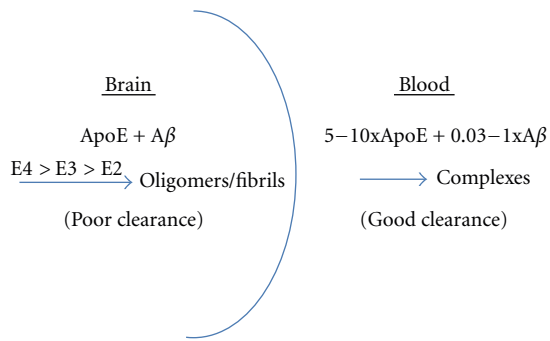 Brain
ApoE + Aβ
E4 > E3 > E2
Oligomers/fibrils
(Poor clearance)
Blood
5−10xApoE + 0.03−1xAβ
Complexes
(Good clearance)